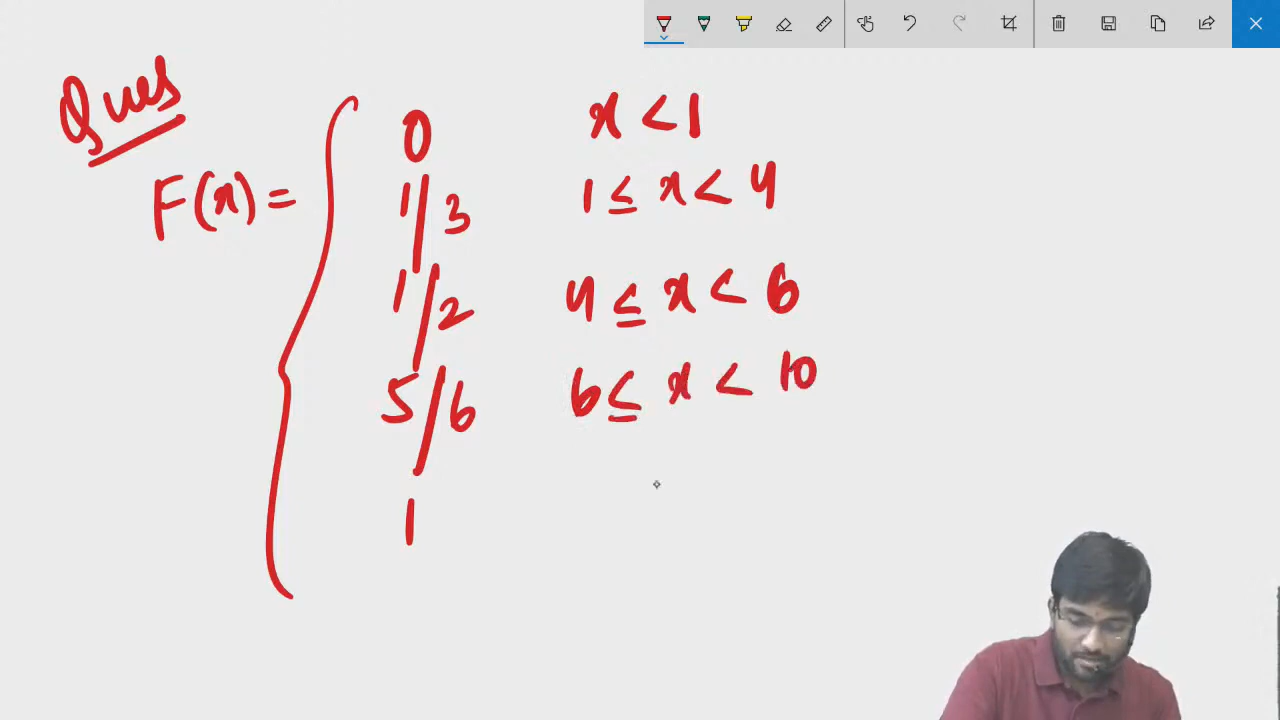 Ques
F(x) =
0 x < 1
1/3 1 ≤ x < 4
1/2 4 ≤ x < 6
5/6 6 ≤ x < 10
1